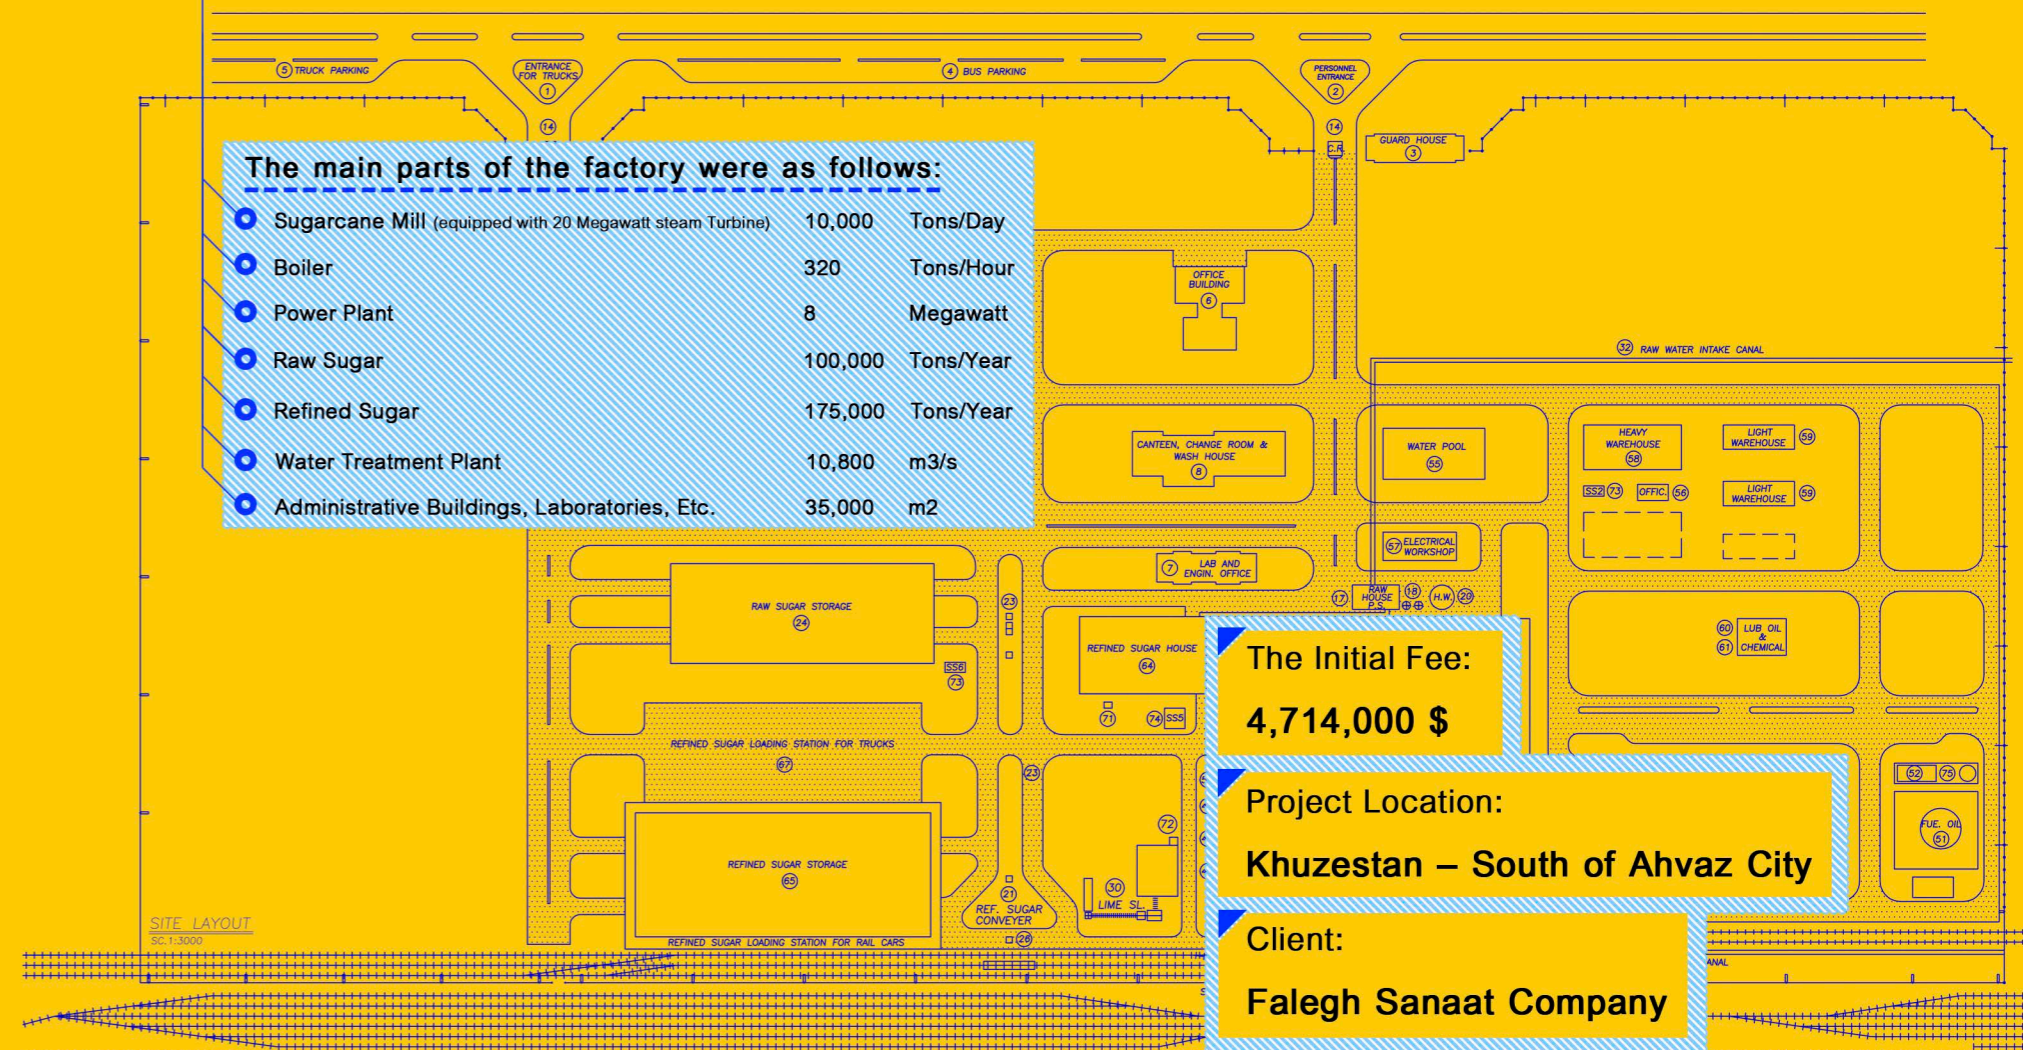 5 TRUCK PARKING
ENTRANCE
FOR TRUCKS
1
4 BUS PARKING
PERSONNEL
ENTRANCE
2
14
14
C.R.
GUARD HOUSE
3
The main parts of the factory were as follows:
Sugarcane Mill (equipped with 20 Megawatt steam Turbine) 10,000 Tons/Day
Boiler 320 Tons/Hour
Power Plant 8 Megawatt
Raw Sugar 100,000 Tons/Year
Refined Sugar 175,000 Tons/Year
Water Treatment Plant 10,800 m3/s
Administrative Buildings, Laboratories, Etc. 35,000 m2
OFFICE
BUILDING
6
32 RAW WATER INTAKE CANAL
CANTEEN, CHANGE ROOM &
WASH HOUSE
8
WATER POOL
55
HEAVY
WAREHOUSE
58
LIGHT
WAREHOUSE 59
SS2 73 OFFIC. 56
LIGHT
WAREHOUSE 59
57 ELECTRICAL
WORKSHOP
7 LAB AND
ENGIN. OFFICE
17 RAW
HOUSE
P.S.
18
H.W. 20
RAW SUGAR STORAGE
24
23
REFINED SUGAR HOUSE
64
60 LUB OIL
&
61 CHEMICAL
SS6
73
71
74 SS5
REFINED SUGAR LOADING STATION FOR TRUCKS
67
23
The Initial Fee:
4,714,000 $
Project Location:
Khuzestan – South of Ahvaz City
Client:
Falegh Sanaat Company
52 75
FUE. OIL
51
72
REFINED SUGAR STORAGE
65
21
REF. SUGAR
CONVEYER
30
LIME SL.
26
REFINED SUGAR LOADING STATION FOR RAIL CARS
SITE LAYOUT
SC.1:3000
ANAL